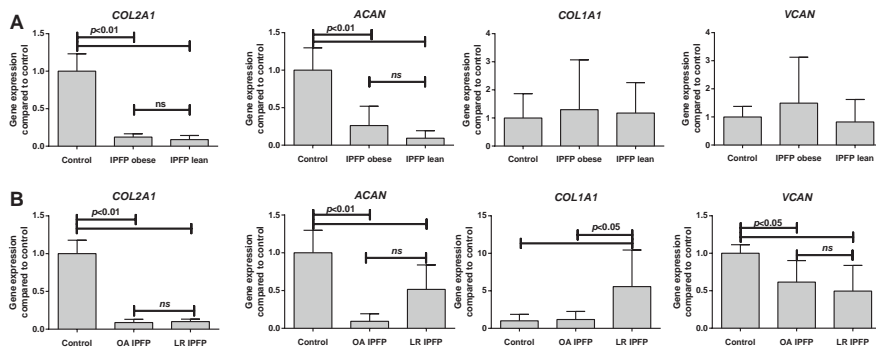 A
COL2A1
p<0.01
ns
Gene expression
compared to control
1.5
1.0
0.5
0.0
Control
IPFP obese
IPFP lean
ACAN
p<0.01
ns
Gene expression
compared to control
1.5
1.0
0.5
0.0
Control
IPFP obese
IPFP lean
COL1A1
Gene expression
compared to control
4
3
2
1
0
Control
IPFP obese
IPFP lean
VCAN
Gene expression
compared to control
4
3
2
1
0
Control
IPFP obese
IPFP lean
B
COL2A1
p<0.01
ns
Gene expression
compared to control
1.5
1.0
0.5
0.0
Control
OA IPFP
LR IPFP
ACAN
p<0.01
ns
Gene expression
compared to control
1.5
1.0
0.5
0.0
Control
OA IPFP
LR IPFP
COL1A1
p<0.05
Gene expression
compared to control
15
10
5
0
Control
OA IPFP
LR IPFP
VCAN
p<0.05
ns
Gene expression
compared to control
1.5
1.0
0.5
0.0
Control
OA IPFP
LR IPFP